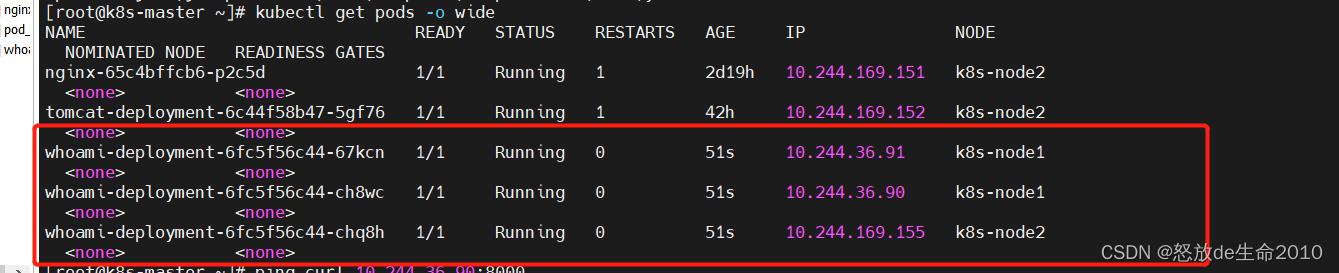 nginx
pod_
whoa
[root@k8s-master ~]# kubectl get pods -o wide
NAME READY STATUS RESTARTS AGE IP NODE
NOMINATED NODE READINESS GATES
nginx-65c4bffcb6-p2c5d 1/1 Running 1 2d19h 10.244.169.151 k8s-node2
<none> <none>
tomcat-deployment-6c44f58b47-5gf76 1/1 Running 1 42h 10.244.169.152 k8s-node2
<none> <none>
whoami-deployment-6fc5f56c44-67kcn 1/1 Running 0 51s 10.244.36.91 k8s-node1
<none> <none>
whoami-deployment-6fc5f56c44-ch8wc 1/1 Running 0 51s 10.244.36.90 k8s-node1
<none> <none>
whoami-deployment-6fc5f56c44-chq8h 1/1 Running 0 51s 10.244.169.155 k8s-node2
<none> <none>
[root@k8s-master ~]# ping curl 10.244.36.90:8000
CSDN @怒放de生命2010